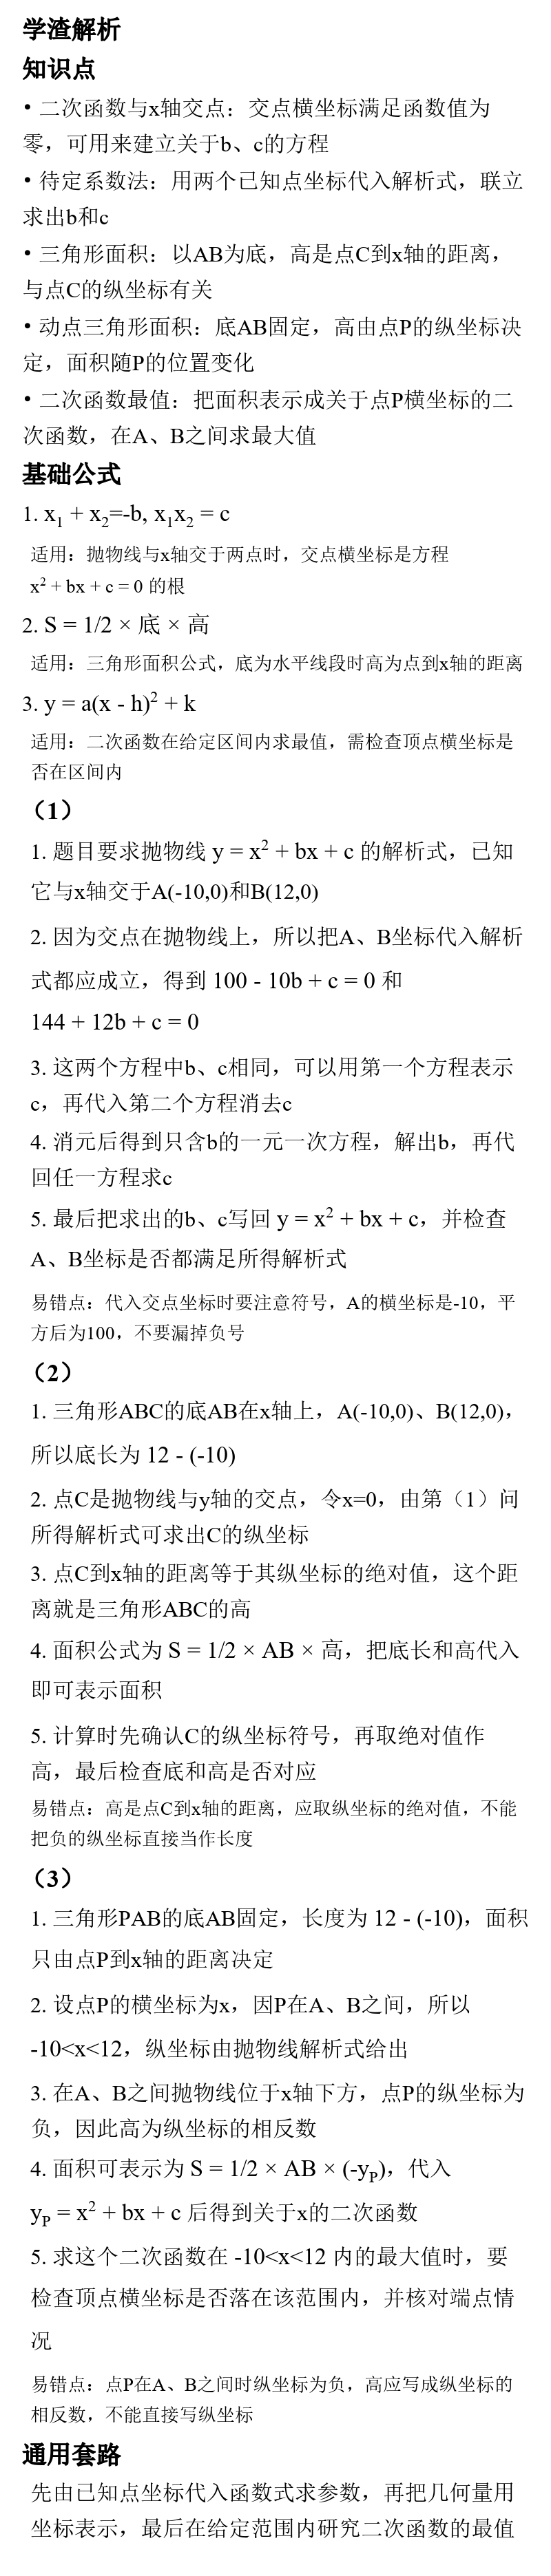 学渣解析
知识点
• 二次函数与x轴交点：交点横坐标满足函数值为
零，可用来建立关于b、c的方程
• 待定系数法：用两个已知点坐标代入解析式，联立
求出b和c
• 三角形面积：以AB为底，高是点C到x轴的距离，
与点C的纵坐标有关
• 动点三角形面积：底AB固定，高由点P的纵坐标决
定，面积随P的位置变化
• 二次函数最值：把面积表示成关于点P横坐标的二
次函数，在A、B之间求最大值
基础公式
1. x₁ + x₂=-b, x₁x₂ = c
适用：抛物线与x轴交于两点时，交点横坐标是方程
x² + bx + c = 0 的根
2. S = 1/2 × 底 × 高
适用：三角形面积公式，底为水平线段时高为点到x轴的距离
3. y = a(x - h)² + k
适用：二次函数在给定区间内求最值，需检查顶点横坐标是
否在区间内
（1）
1. 题目要求抛物线 y = x² + bx + c 的解析式，已知
它与x轴交于A(-10,0)和B(12,0)
2. 因为交点在抛物线上，所以把A、B坐标代入解析
式都应成立，得到 100 - 10b + c = 0 和
144 + 12b + c = 0
3. 这两个方程中b、c相同，可以用第一个方程表示
c，再代入第二个方程消去c
4. 消元后得到只含b的一元一次方程，解出b，再代
回任一方程求c
5. 最后把求出的b、c写回 y = x² + bx + c，并检查
A、B坐标是否都满足所得解析式
易错点：代入交点坐标时要注意符号，A的横坐标是-10，平
方后为100，不要漏掉负号
（2）
1. 三角形ABC的底AB在x轴上，A(-10,0)、B(12,0)，
所以底长为 12 - (-10)
2. 点C是抛物线与y轴的交点，令x=0，由第（1）问
所得解析式可求出C的纵坐标
3. 点C到x轴的距离等于其纵坐标的绝对值，这个距
离就是三角形ABC的高
4. 面积公式为 S = 1/2 × AB × 高，把底长和高代入
即可表示面积
5. 计算时先确认C的纵坐标符号，再取绝对值作
高，最后检查底和高是否对应
易错点：高是点C到x轴的距离，应取纵坐标的绝对值，不能
把负的纵坐标直接当作长度
（3）
1. 三角形PAB的底AB固定，长度为 12 - (-10)，面积
只由点P到x轴的距离决定
2. 设点P的横坐标为x，因P在A、B之间，所以
-10<x<12，纵坐标由抛物线解析式给出
3. 在A、B之间抛物线位于x轴下方，点P的纵坐标为
负，因此高为纵坐标的相反数
4. 面积可表示为 S = 1/2 × AB × (-yₚ)，代入
yₚ = x² + bx + c 后得到关于x的二次函数
5. 求这个二次函数在 -10<x<12 内的最大值时，要
检查顶点横坐标是否落在该范围内，并核对端点情
况
易错点：点P在A、B之间时纵坐标为负，高应写成纵坐标的
相反数，不能直接写纵坐标
通用套路
先由已知点坐标代入函数式求参数，再把几何量用
坐标表示，最后在给定范围内研究二次函数的最值